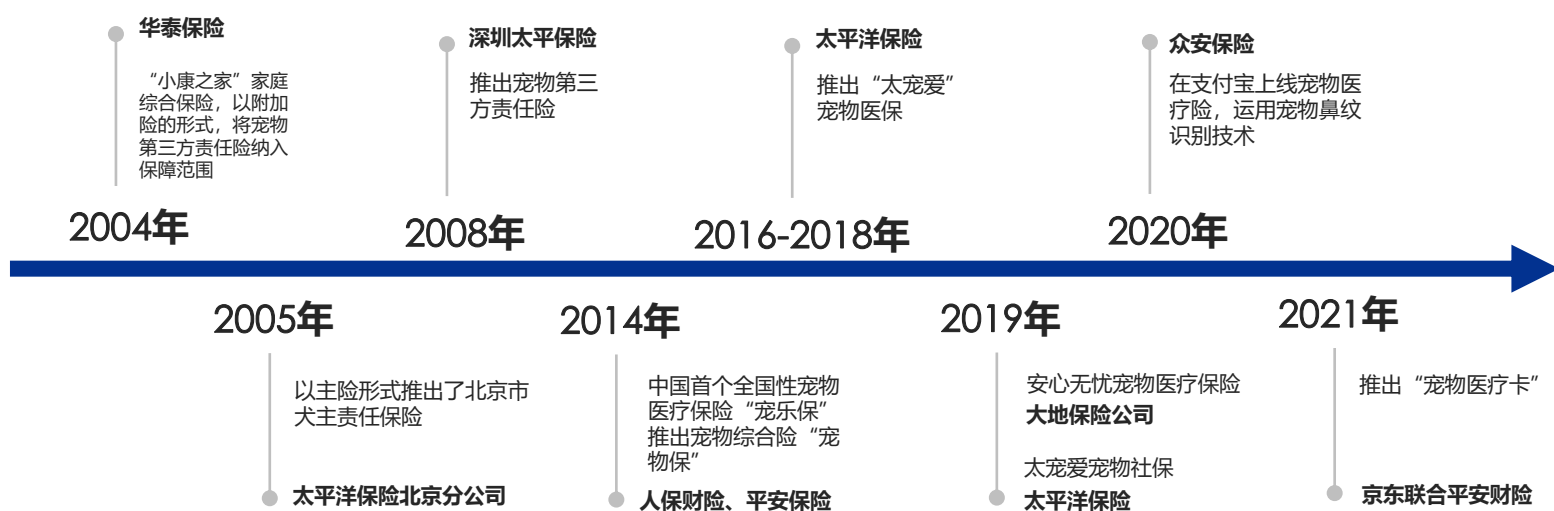 华泰保险
“小康之家”家庭
综合保险，以附加
险的形式，将宠物
第三方责任险纳入
保障范围
2004年
深圳太平保险
推出宠物第三
方责任险
2008年
太平洋保险
推出“太宠爱”
宠物医保
2016-2018年
众安保险
在支付宝上线宠物医
疗险，运用宠物鼻纹
识别技术
2020年
2005年
以主险形式推出了北京市
犬主责任保险
太平洋保险北京分公司
2014年
中国首个全国性宠物
医疗保险“宠乐保”
推出宠物综合险“宠
物保”
人保财险、平安保险
2019年
安心无忧宠物医疗保险
大地保险公司
太宠爱宠物社保
太平洋保险
2021年
推出“宠物医疗卡”
京东联合平安财险